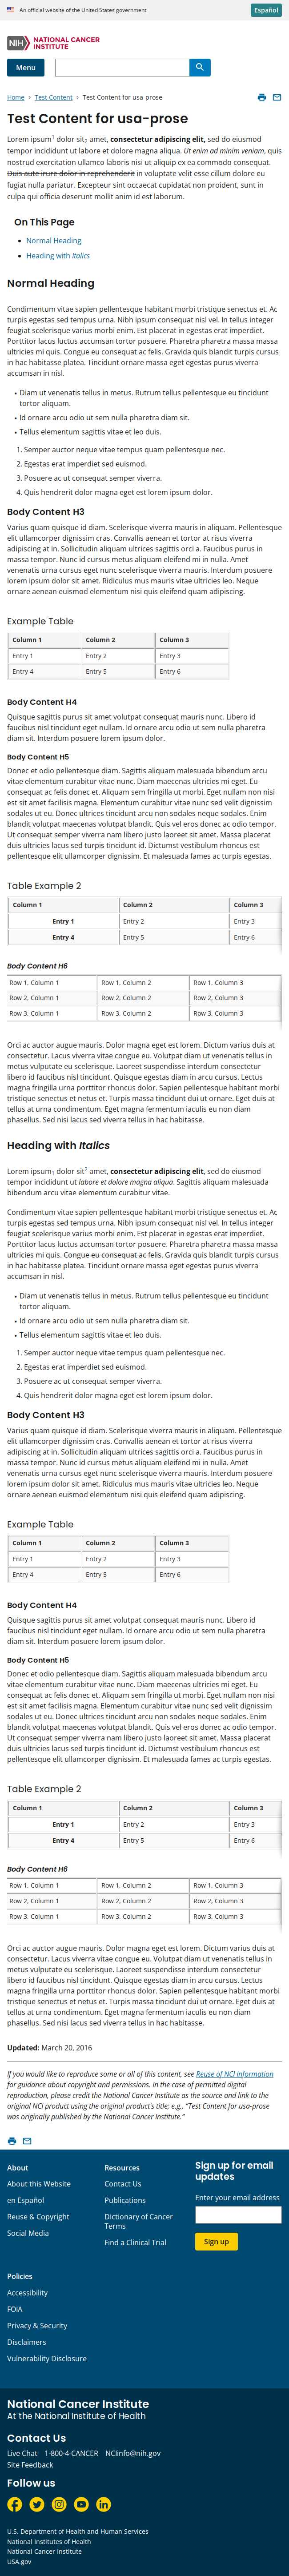 An official website of the United States government
Español
NIH NATIONAL CANCER
INSTITUTE
Menu
Home > Test Content > Test Content for usa-prose
Test Content for usa-prose
Lorem ipsum1 dolor sit2 amet, consectetur adipiscing elit, sed do eiusmod
tempor incididunt ut labore et dolore magna aliqua. Ut enim ad minim veniam, quis
nostrud exercitation ullamco laboris nisi ut aliquip ex ea commodo consequat.
Duis aute irure dolor in reprehenderit in voluptate velit esse cillum dolore eu
fugiat nulla pariatur. Excepteur sint occaecat cupidatat non proident, sunt in
culpa qui officia deserunt mollit anim id est laborum.
On This Page
Normal Heading
Heading with Italics
Normal Heading
Condimentum vitae sapien pellentesque habitant morbi tristique senectus et. Ac
turpis egestas sed tempus urna. Nibh ipsum consequat nisl vel. In tellus integer
feugiat scelerisque varius morbi enim. Est placerat in egestas erat imperdiet.
Porttitor lacus luctus accumsan tortor posuere. Pharetra pharetra massa massa
ultricies mi quis. Congue eu consequat ac felis. Gravida quis blandit turpis cursus
in hac habitasse platea. Tincidunt ornare massa eget egestas purus viverra
accumsan in nisl.
• Diam ut venenatis tellus in metus. Rutrum tellus pellentesque eu tincidunt
tortor aliquam.
• Id ornare arcu odio ut sem nulla pharetra diam sit.
• Tellus elementum sagittis vitae et leo duis.
1. Semper auctor neque vitae tempus quam pellentesque nec.
2. Egestas erat imperdiet sed euismod.
3. Posuere ac ut consequat semper viverra.
4. Quis hendrerit dolor magna eget est lorem ipsum dolor.
Body Content H3
Varius quam quisque id diam. Scelerisque viverra mauris in aliquam. Pellentesque
elit ullamcorper dignissim cras. Convallis aenean et tortor at risus viverra
adipiscing at in. Sollicitudin aliquam ultrices sagittis orci a. Faucibus purus in
massa tempor. Nunc id cursus metus aliquam eleifend mi in nulla. Amet
venenatis urna cursus eget nunc scelerisque viverra mauris. Interdum posuere
lorem ipsum dolor sit amet. Ridiculus mus mauris vitae ultricies leo. Neque
ornare aenean euismod elementum nisi quis eleifend quam adipiscing.
Example Table
Column 1 Column 2 Column 3
Entry 1 Entry 2 Entry 3
Entry 4 Entry 5 Entry 6
Body Content H4
Quisque sagittis purus sit amet volutpat consequat mauris nunc. Libero id
faucibus nisl tincidunt eget nullam. Id ornare arcu odio ut sem nulla pharetra
diam sit. Interdum posuere lorem ipsum dolor.
Body Content H5
Donec et odio pellentesque diam. Sagittis aliquam malesuada bibendum arcu
vitae elementum curabitur vitae nunc. Diam maecenas ultricies mi eget. Eu
consequat ac felis donec et. Aliquam sem fringilla ut morbi. Eget nullam non nisi
est sit amet facilisis magna. Elementum curabitur vitae nunc sed velit dignissim
sodales ut eu. Donec ultrices tincidunt arcu non sodales neque sodales. Enim
blandit volutpat maecenas volutpat blandit. Quis vel eros donec ac odio tempor.
Ut consequat semper viverra nam libero justo laoreet sit amet. Massa placerat
duis ultricies lacus sed turpis tincidunt id. Dictumst vestibulum rhoncus est
pellentesque elit ullamcorper dignissim. Et malesuada fames ac turpis egestas.
Table Example 2
Column 1 Column 2 Column 3
Entry 1 Entry 2 Entry 3
Entry 4 Entry 5 Entry 6
Body Content H6
Row 1, Column 1 Row 1, Column 2 Row 1, Column 3
Row 2, Column 1 Row 2, Column 2 Row 2, Column 3
Row 3, Column 1 Row 3, Column 2 Row 3, Column 3
Orci ac auctor augue mauris. Dolor magna eget est lorem. Dictum varius duis at
consectetur. Lacus viverra vitae congue eu. Volutpat diam ut venenatis tellus in
metus vulputate eu scelerisque. Laoreet suspendisse interdum consectetur
libero id faucibus nisl tincidunt. Quisque egestas diam in arcu cursus. Lectus
magna fringilla urna porttitor rhoncus dolor. Sapien pellentesque habitant morbi
tristique senectus et netus et. Turpis massa tincidunt dui ut ornare. Eget duis at
tellus at urna condimentum. Eget magna fermentum iaculis eu non diam
phasellus. Sed nisi lacus sed viverra tellus in hac habitasse.
Heading with Italics
Lorem ipsum1 dolor sit2 amet, consectetur adipiscing elit, sed do eiusmod
tempor incididunt ut labore et dolore magna aliqua. Sagittis aliquam malesuada
bibendum arcu vitae elementum curabitur vitae.
Condimentum vitae sapien pellentesque habitant morbi tristique senectus et. Ac
turpis egestas sed tempus urna. Nibh ipsum consequat nisl vel. In tellus integer
feugiat scelerisque varius morbi enim. Est placerat in egestas erat imperdiet.
Porttitor lacus luctus accumsan tortor posuere. Pharetra pharetra massa massa
ultricies mi quis. Congue eu consequat ac felis. Gravida quis blandit turpis cursus
in hac habitasse platea. Tincidunt ornare massa eget egestas purus viverra
accumsan in nisl.
• Diam ut venenatis tellus in metus. Rutrum tellus pellentesque eu tincidunt
tortor aliquam.
• Id ornare arcu odio ut sem nulla pharetra diam sit.
• Tellus elementum sagittis vitae et leo duis.
1. Semper auctor neque vitae tempus quam pellentesque nec.
2. Egestas erat imperdiet sed euismod.
3. Posuere ac ut consequat semper viverra.
4. Quis hendrerit dolor magna eget est lorem ipsum dolor.
Body Content H3
Varius quam quisque id diam. Scelerisque viverra mauris in aliquam. Pellentesque
elit ullamcorper dignissim cras. Convallis aenean et tortor at risus viverra
adipiscing at in. Sollicitudin aliquam ultrices sagittis orci a. Faucibus purus in
massa tempor. Nunc id cursus metus aliquam eleifend mi in nulla. Amet
venenatis urna cursus eget nunc scelerisque viverra mauris. Interdum posuere
lorem ipsum dolor sit amet. Ridiculus mus mauris vitae ultricies leo. Neque
ornare aenean euismod elementum nisi quis eleifend quam adipiscing.
Example Table
Column 1 Column 2 Column 3
Entry 1 Entry 2 Entry 3
Entry 4 Entry 5 Entry 6
Body Content H4
Quisque sagittis purus sit amet volutpat consequat mauris nunc. Libero id
faucibus nisl tincidunt eget nullam. Id ornare arcu odio ut sem nulla pharetra
diam sit. Interdum posuere lorem ipsum dolor.
Body Content H5
Donec et odio pellentesque diam. Sagittis aliquam malesuada bibendum arcu
vitae elementum curabitur vitae nunc. Diam maecenas ultricies mi eget. Eu
consequat ac felis donec et. Aliquam sem fringilla ut morbi. Eget nullam non nisi
est sit amet facilisis magna. Elementum curabitur vitae nunc sed velit dignissim
sodales ut eu. Donec ultrices tincidunt arcu non sodales neque sodales. Enim
blandit volutpat maecenas volutpat blandit. Quis vel eros donec ac odio tempor.
Ut consequat semper viverra nam libero justo laoreet sit amet. Massa placerat
duis ultricies lacus sed turpis tincidunt id. Dictumst vestibulum rhoncus est
pellentesque elit ullamcorper dignissim. Et malesuada fames ac turpis egestas.
Table Example 2
Column 1 Column 2 Column 3
Entry 1 Entry 2 Entry 3
Entry 4 Entry 5 Entry 6
Body Content H6
Row 1, Column 1 Row 1, Column 2 Row 1, Column 3
Row 2, Column 1 Row 2, Column 2 Row 2, Column 3
Row 3, Column 1 Row 3, Column 2 Row 3, Column 3
Orci ac auctor augue mauris. Dolor magna eget est lorem. Dictum varius duis at
consectetur. Lacus viverra vitae congue eu. Volutpat diam ut venenatis tellus in
metus vulputate eu scelerisque. Laoreet suspendisse interdum consectetur
libero id faucibus nisl tincidunt. Quisque egestas diam in arcu cursus. Lectus
magna fringilla urna porttitor rhoncus dolor. Sapien pellentesque habitant morbi
tristique senectus et netus et. Turpis massa tincidunt dui ut ornare. Eget duis at
tellus at urna condimentum. Eget magna fermentum iaculis eu non diam
phasellus. Sed nisi lacus sed viverra tellus in hac habitasse.
Updated: March 20, 2016
If you would like to reproduce some or all of this content, see Reuse of NCI Information
for guidance about copyright and permissions. In the case of permitted digital
reproduction, please credit the National Cancer Institute as the source and link to the
original NCI product using the original product's title; e.g., “Test Content for usa-prose
was originally published by the National Cancer Institute.”
About
About this Website
en Español
Reuse & Copyright
Social Media
Resources
Contact Us
Publications
Dictionary of Cancer
Terms
Find a Clinical Trial
Sign up for email
updates
Enter your email address
Sign up
Policies
Accessibility
FOIA
Privacy & Security
Disclaimers
Vulnerability Disclosure
National Cancer Institute
At the National Institute of Health
Contact Us
Live Chat 1-800-4-CANCER NCIinfo@nih.gov
Site Feedback
Follow us
U.S. Department of Health and Human Services
National Institutes of Health
National Cancer Institute
USA.gov